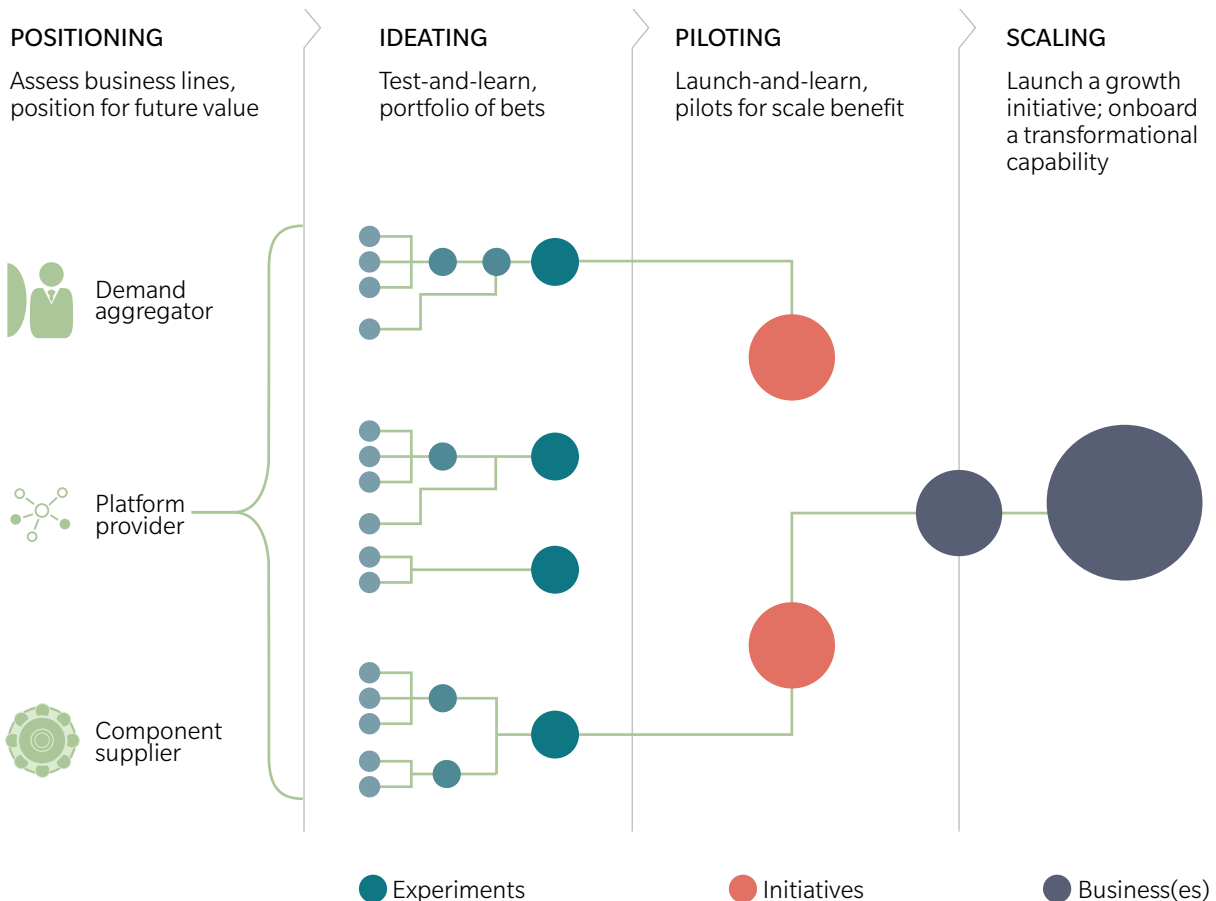 POSITIONING
Assess business lines,
position for future value
IDEATING
Test-and-learn,
portfolio of bets
PILOTING
Launch-and-learn,
pilots for scale benefit
SCALING
Launch a growth
initiative; onboard
a transformational
capability
Demand
aggregator
Platform
provider
Component
supplier
Experiments
Initiatives
Business(es)